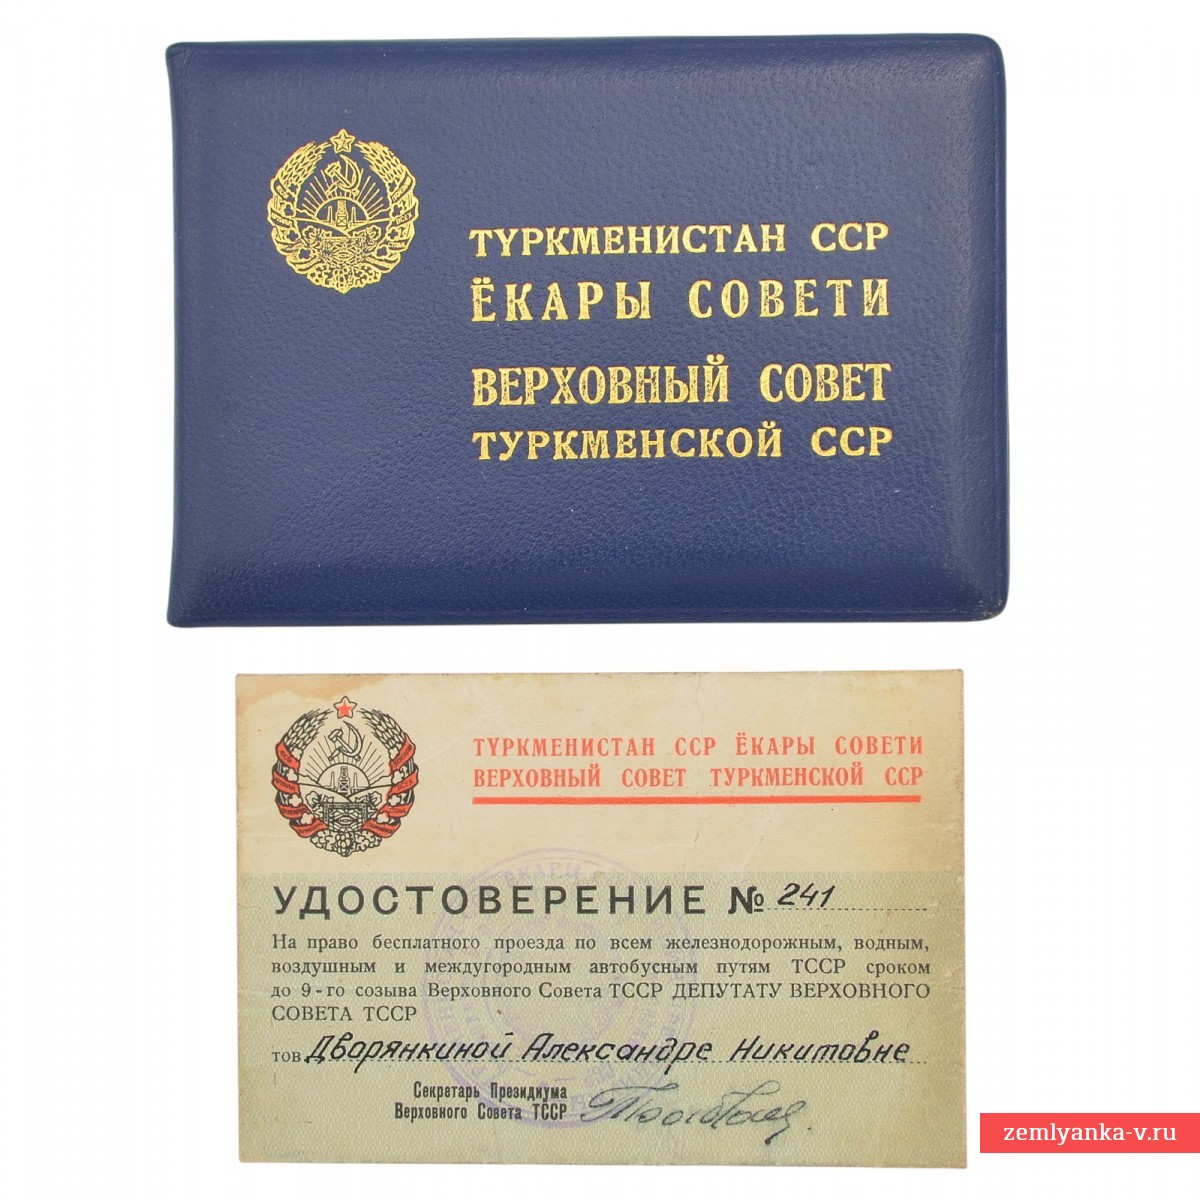 ТҮРКМЕНИСТАН ССР
ЁКАРЫ СОВЕТИ
ВЕРХОВНЫЙ СОВЕТ
ТУРКМЕНСКОЙ ССР
ТҮРКМЕНИСТАН ССР ЁКАРЫ СОВЕТИ
ВЕРХОВНЫЙ СОВЕТ ТУРКМЕНСКОЙ ССР
УДОСТОВЕРЕНИЕ № 241
На право бесплатного проезда по всем железнодорожным, водным,
воздушным и междугородным автобусным путям ТССР сроком
до 9-го созыва Верховного Совета ТССР ДЕПУТАТУ ВЕРХОВНОГО
СОВЕТА ТССР
тов Дворянкиной Александре Никитовне
Секретарь Президиума
Верховного Совета ТССР
zemlyanka-v.ru